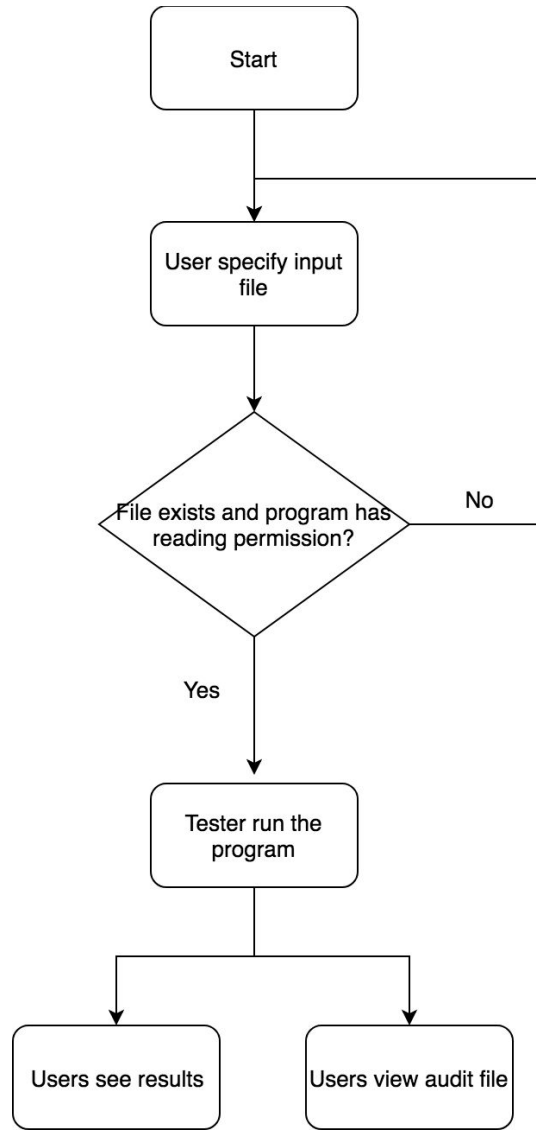 Start
User specify input
file
File exists and program has
reading permission?
No
Yes
Tester run the
program
Users see results
Users view audit file